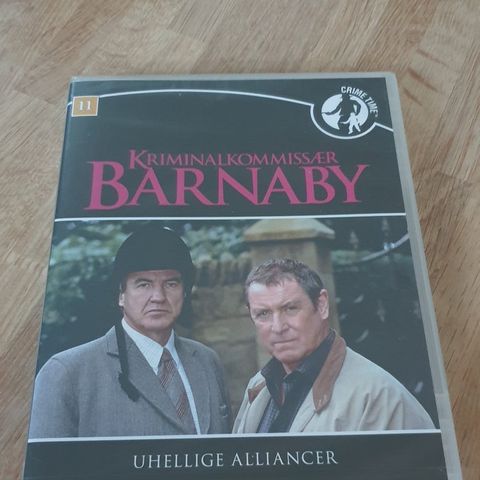 11
CRIME TIME
KRIMINALKOMMISSÆR
BARNABY
UHELLIGE ALLIANCER